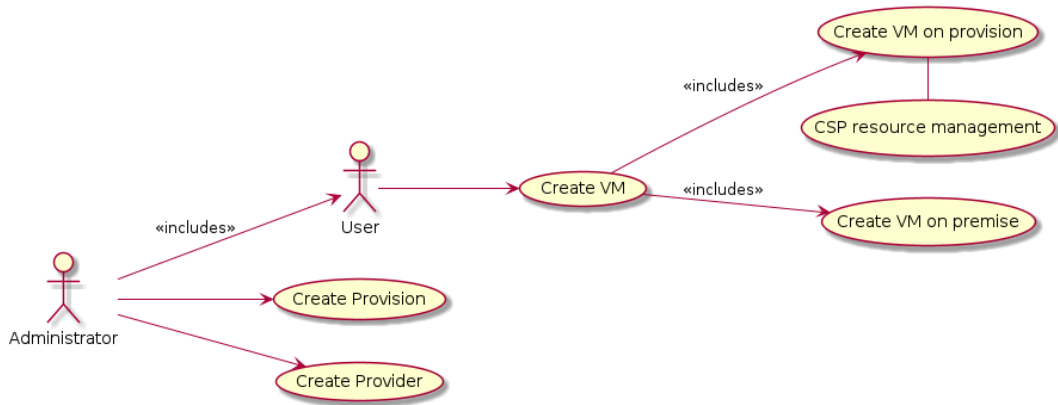 Create VM on provision
«includes»
CSP resource management
Create VM
«includes»
Create VM on premise
User
«includes»
Administrator
Create Provision
Create Provider